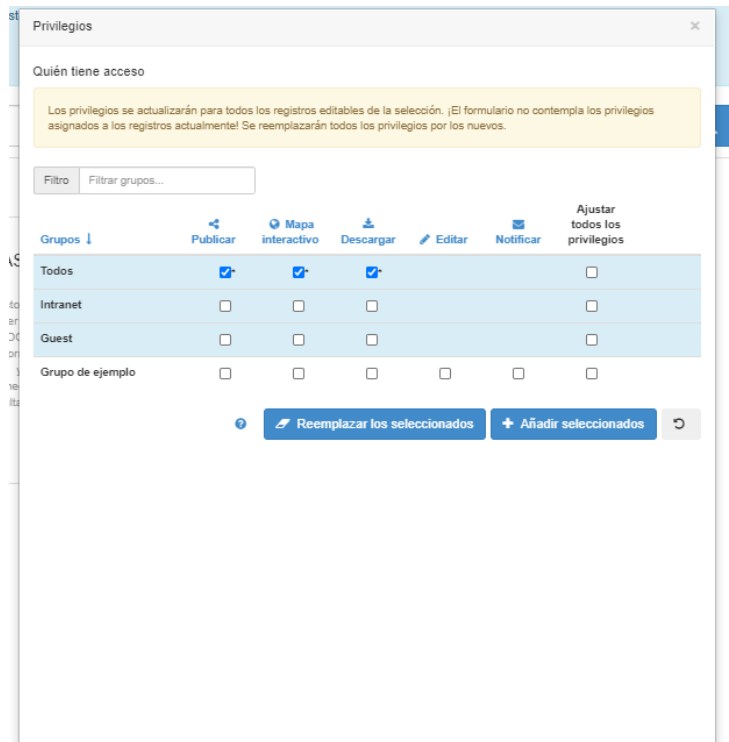 st
Privilegios ×
Quién tiene acceso
Los privilegios se actualizarán para todos los registros editables de la selección. ¡El formulario no contempla los privilegios
asignados a los registros actualmente! Se reemplazarán todos los privilegios por los nuevos.
Filtro Filtrar grupos...
Ajustar
todos los
privilegios
Grupos ↓ Publicar Mapa
interactivo Descargar Editar Notificar
Todos * * *
Intranet
Guest
Grupo de ejemplo
? Reemplazar los seleccionados + Añadir seleccionados